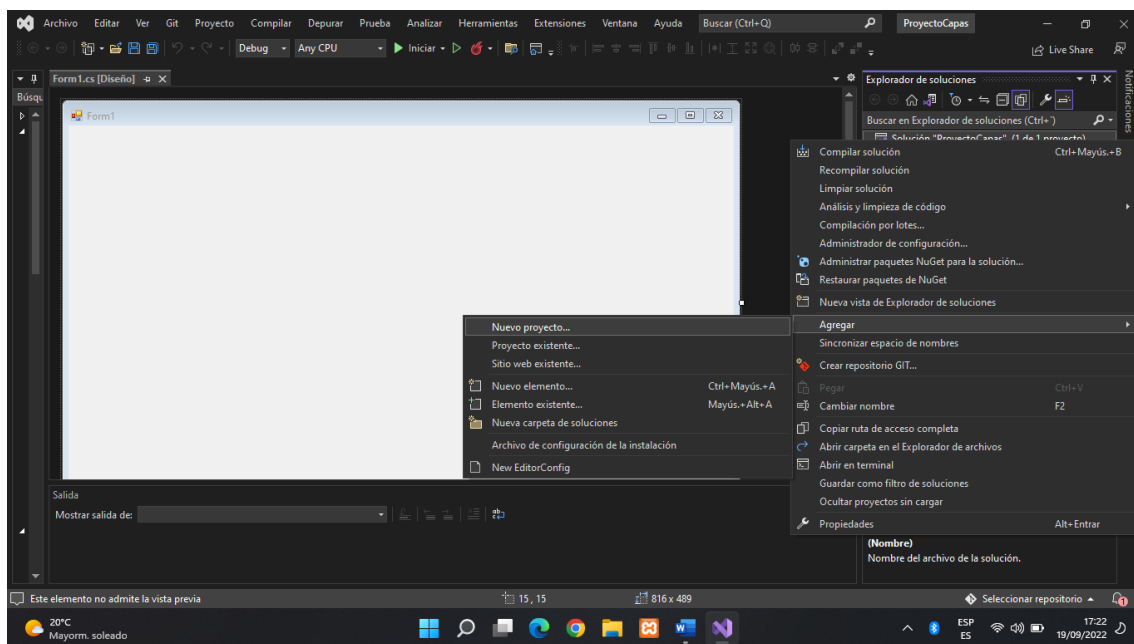 Archivo Editar Ver Git Proyecto Compilar Depurar Prueba Analizar Herramientas Extensiones Ventana Ayuda Buscar (Ctrl+Q) ProyectoCapas
Debug Any CPU Iniciar Live Share
Form1.cs [Diseño]
Búsqu
Form1
Explorador de soluciones
Notificaciones
Buscar en Explorador de soluciones (Ctrl+´)
Solución "ProyectoCapas" (1 de 1 proyecto)
Compilar solución Ctrl+Mayús.+B
Recompilar solución
Limpiar solución
Análisis y limpieza de código
Compilación por lotes...
Administrador de configuración...
Administrar paquetes NuGet para la solución...
Restaurar paquetes de NuGet
Nueva vista de Explorador de soluciones
Agregar
Sincronizar espacio de nombres
Crear repositorio GIT...
Pegar Ctrl+V
Cambiar nombre F2
Copiar ruta de acceso completa
Abrir carpeta en el Explorador de archivos
Abrir en terminal
Guardar como filtro de soluciones
Ocultar proyectos sin cargar
Propiedades Alt+Entrar
Nuevo proyecto...
Proyecto existente...
Sitio web existente...
Nuevo elemento... Ctrl+Mayús.+A
Elemento existente... Mayús.+Alt+A
Nueva carpeta de soluciones
Archivo de configuración de la instalación
New EditorConfig
Salida
Mostrar salida de:
(Nombre)
Nombre del archivo de la solución.
Este elemento no admite la vista previa 15 , 15 816 x 489 Seleccionar repositorio 1
20°C
Mayorm. soleado
ESP
ES
17:22
19/09/2022